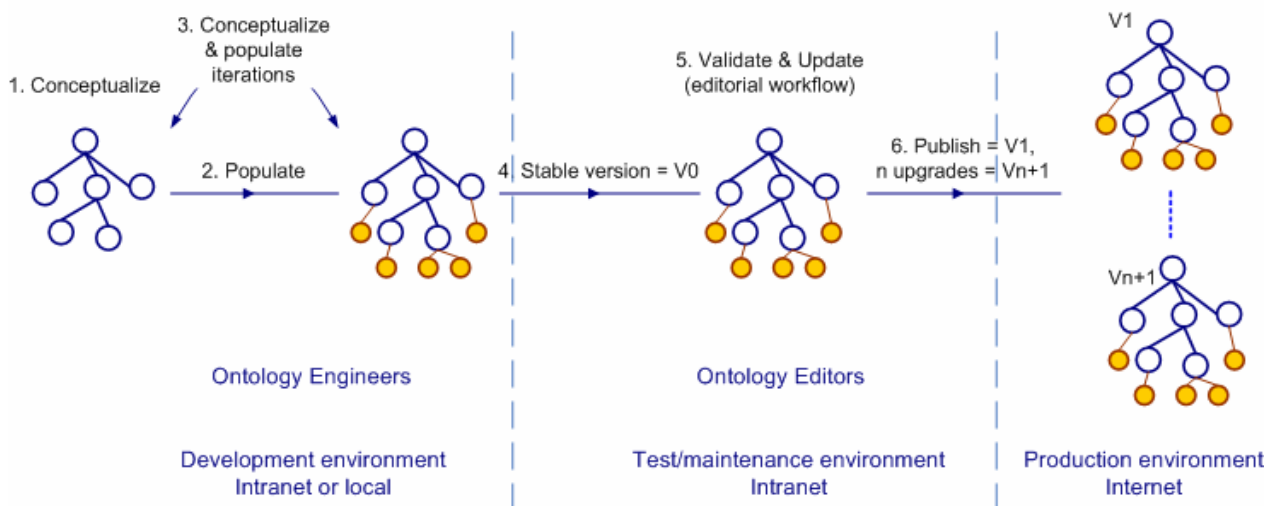 1. Conceptualize
3. Conceptualize
& populate
iterations
2. Populate
4. Stable version = V0
5. Validate & Update
(editorial workflow)
6. Publish = V1,
n upgrades = Vn+1
V1
Vn+1
Ontology Engineers
Ontology Editors
Development environment
Intranet or local
Test/maintenance environment
Intranet
Production environment
Internet